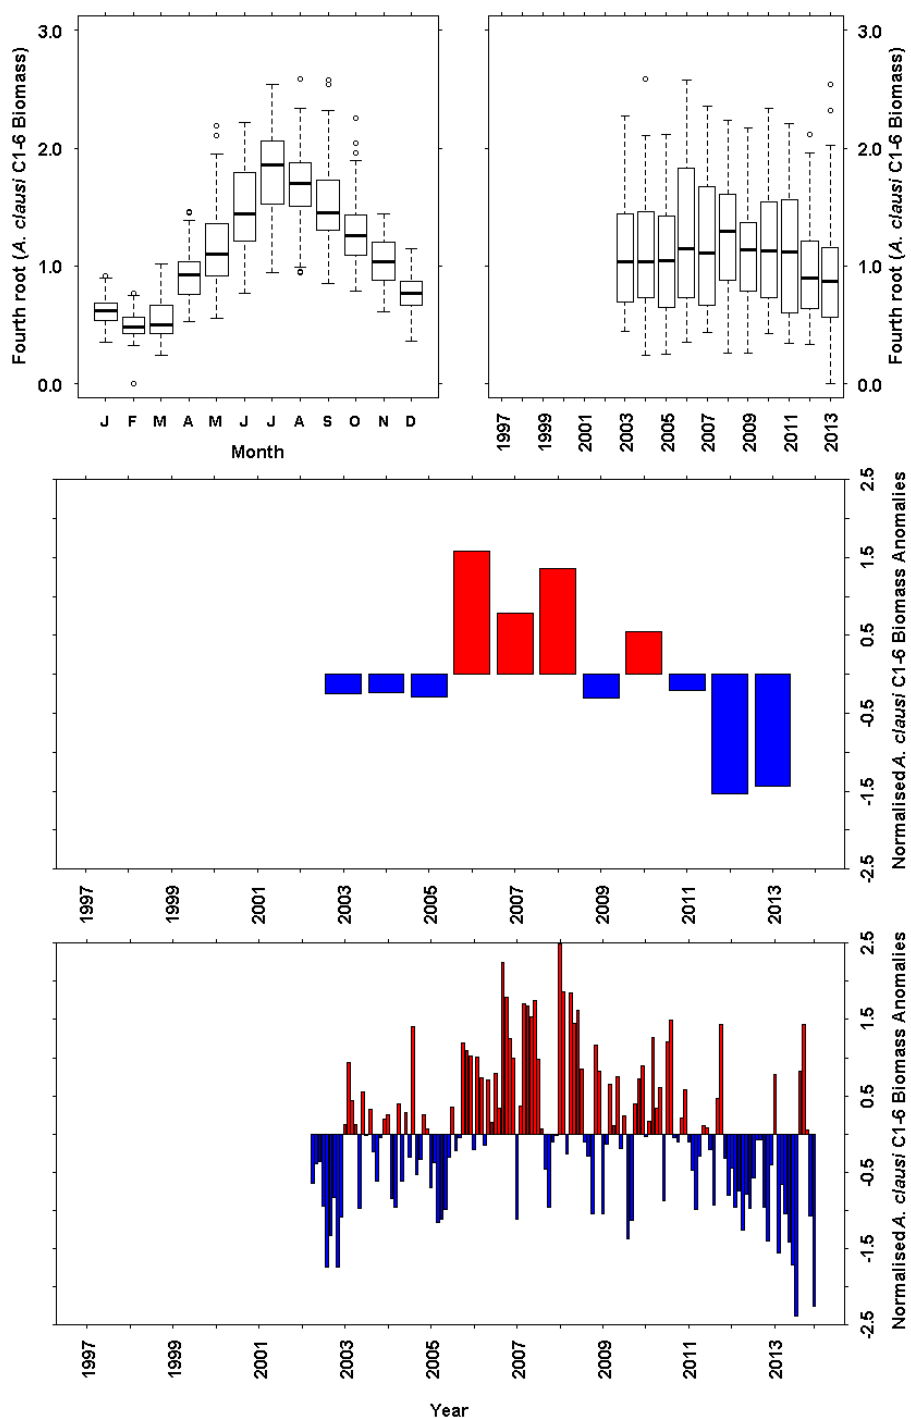 Fourth root (A. clausi C1-6 Biomass)
3.0
2.0
1.0
0.0
J F M A M J J A S O N D
Month
3.0
2.0
1.0
0.0
Fourth root (A. clausi C1-6 Biomass)
1997 1999 2001 2003 2005 2007 2009 2011 2013
2.5
1.5
0.5
-0.5
-1.5
-2.5
Normalised A. clausi C1-6 Biomass Anomalies
1997 1999 2001 2003 2005 2007 2009 2011 2013
2.5
1.5
0.5
-0.5
-1.5
-2.5
Normalised A. clausi C1-6 Biomass Anomalies
1997 1999 2001 2003 2005 2007 2009 2011 2013
Year